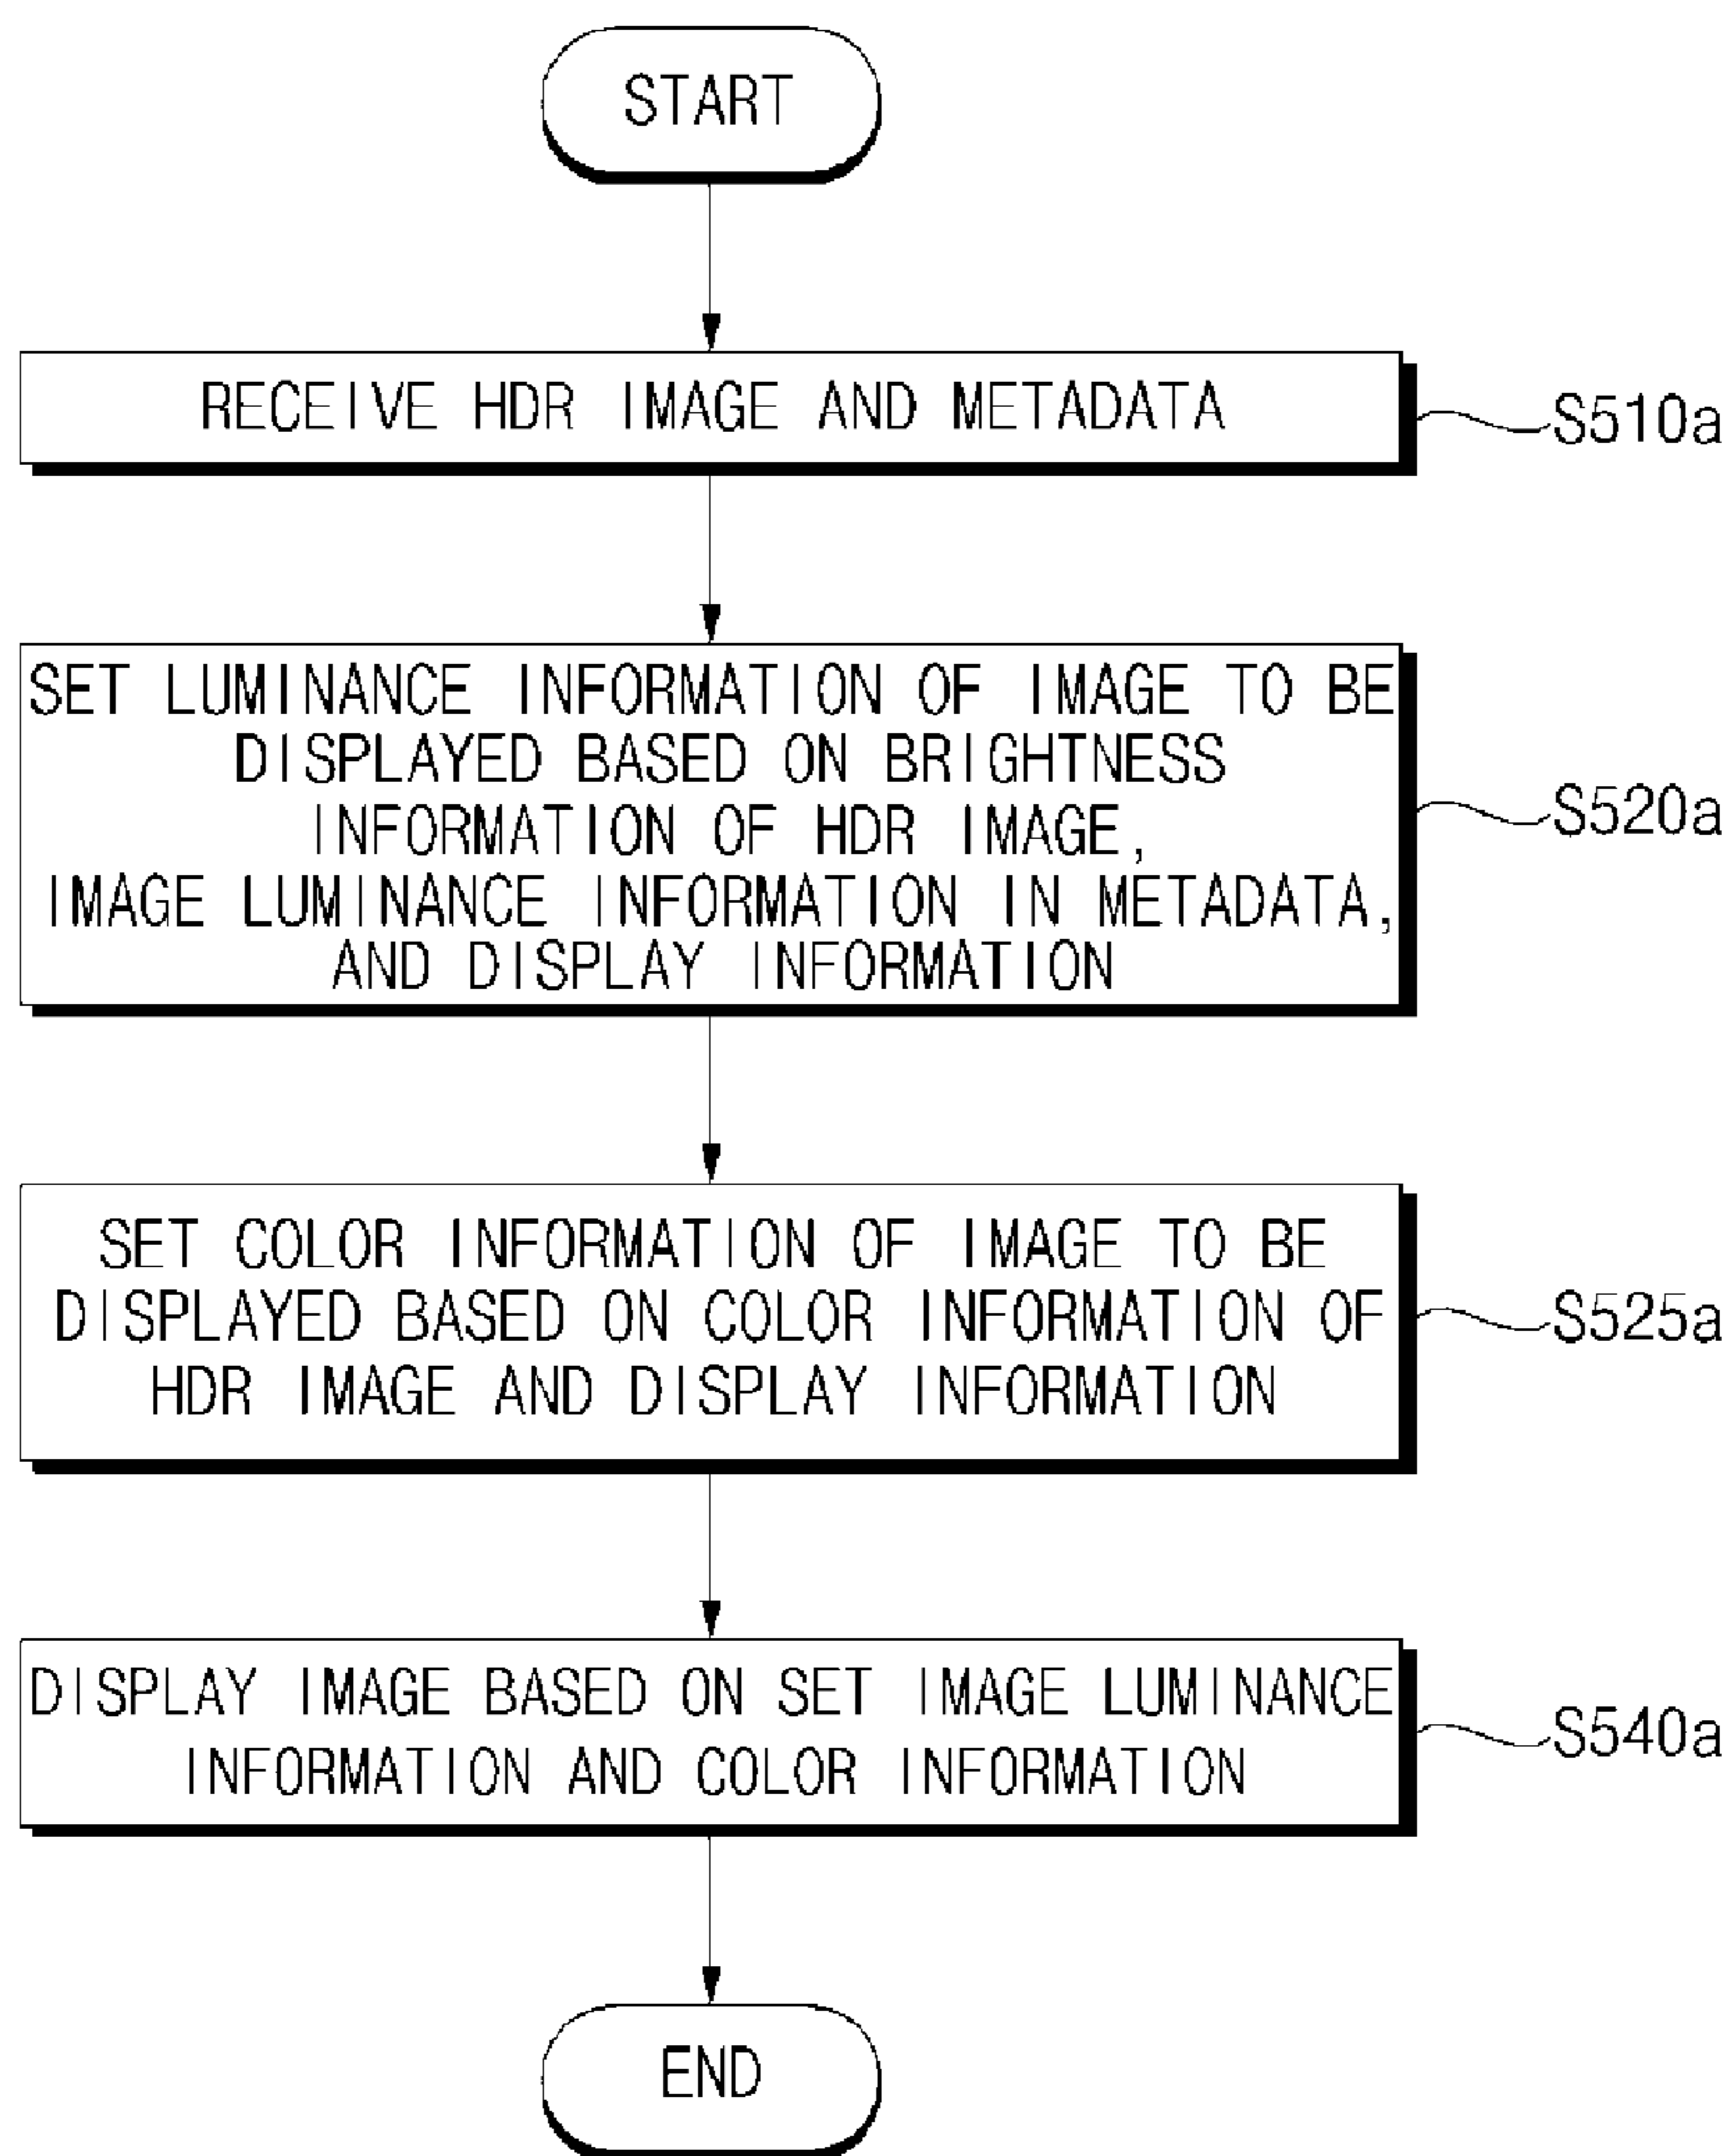 START
RECEIVE HDR IMAGE AND METADATA
S510a
SET LUMINANCE INFORMATION OF IMAGE TO BE
DISPLAYED BASED ON BRIGHTNESS
INFORMATION OF HDR IMAGE,
IMAGE LUMINANCE INFORMATION IN METADATA,
AND DISPLAY INFORMATION
S520a
SET COLOR INFORMATION OF IMAGE TO BE
DISPLAYED BASED ON COLOR INFORMATION OF
HDR IMAGE AND DISPLAY INFORMATION
S525a
DISPLAY IMAGE BASED ON SET IMAGE LUMINANCE
INFORMATION AND COLOR INFORMATION
S540a
END